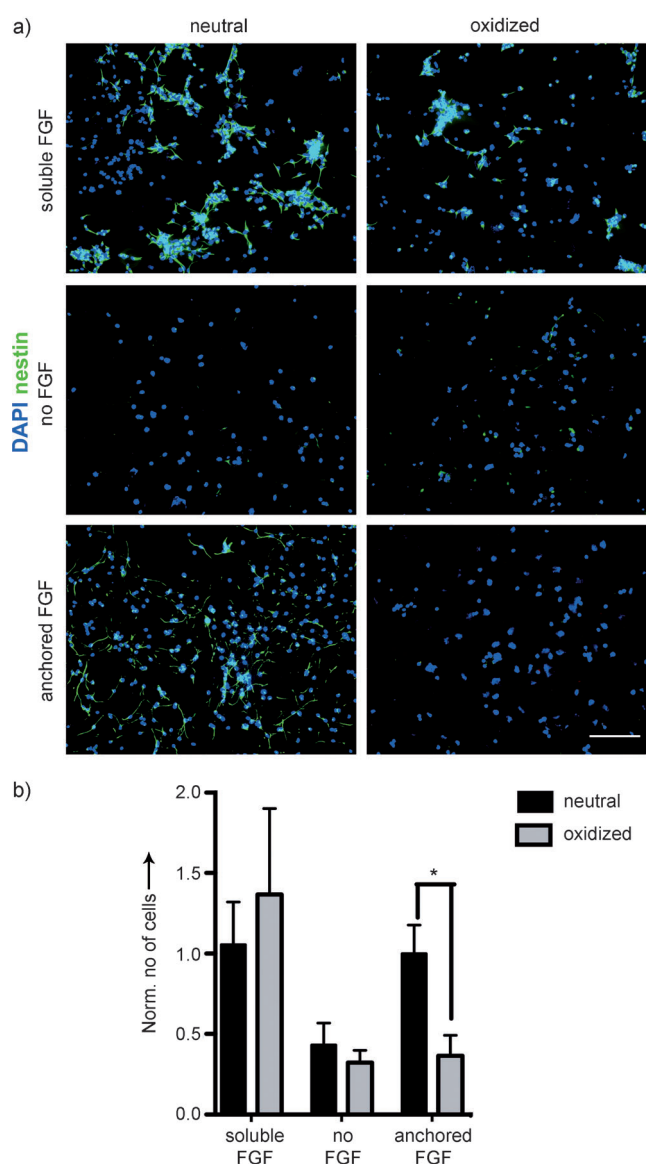 a)
neutral
oxidized
soluble FGF
DAPI nestin
no FGF
anchored FGF
b)
2.0
1.5
1.0
0.5
0.0
Norm. no of cells
neutral
oxidized
*
soluble
FGF
no
FGF
anchored
FGF